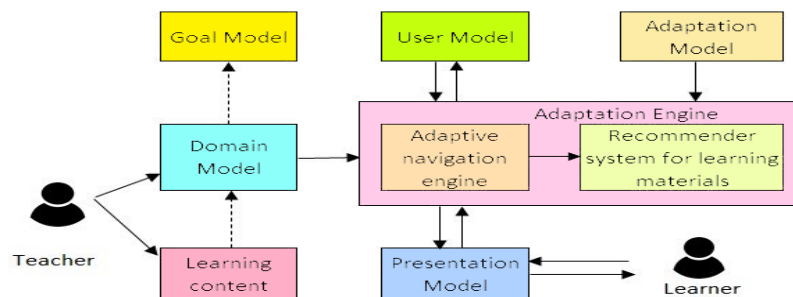 Goal Model
User Model
Adaptation
Model
Adaptation Engine
Domain
Model
Adaptive
navigation
engine
Recommender
system for learning
materials
Teacher
Learning
content
Presentation
Model
Learner